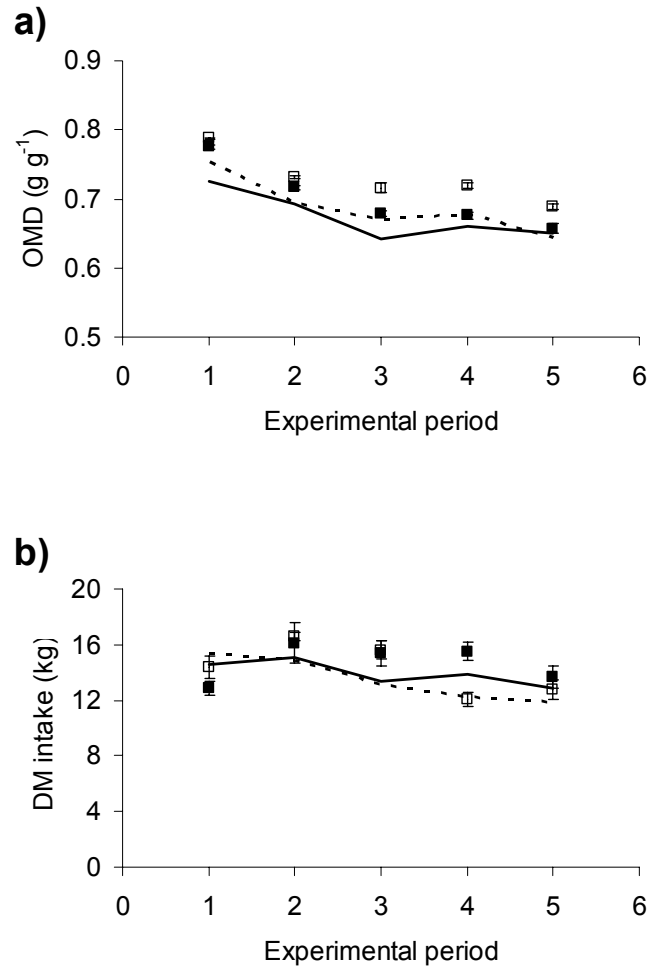 a)
0.9
0.8
0.7
0.6
0.5
OMD (g g⁻¹)
0 1 2 3 4 5 6
Experimental period
b)
20
16
12
8
4
0
DM intake (kg)
0 1 2 3 4 5 6
Experimental period